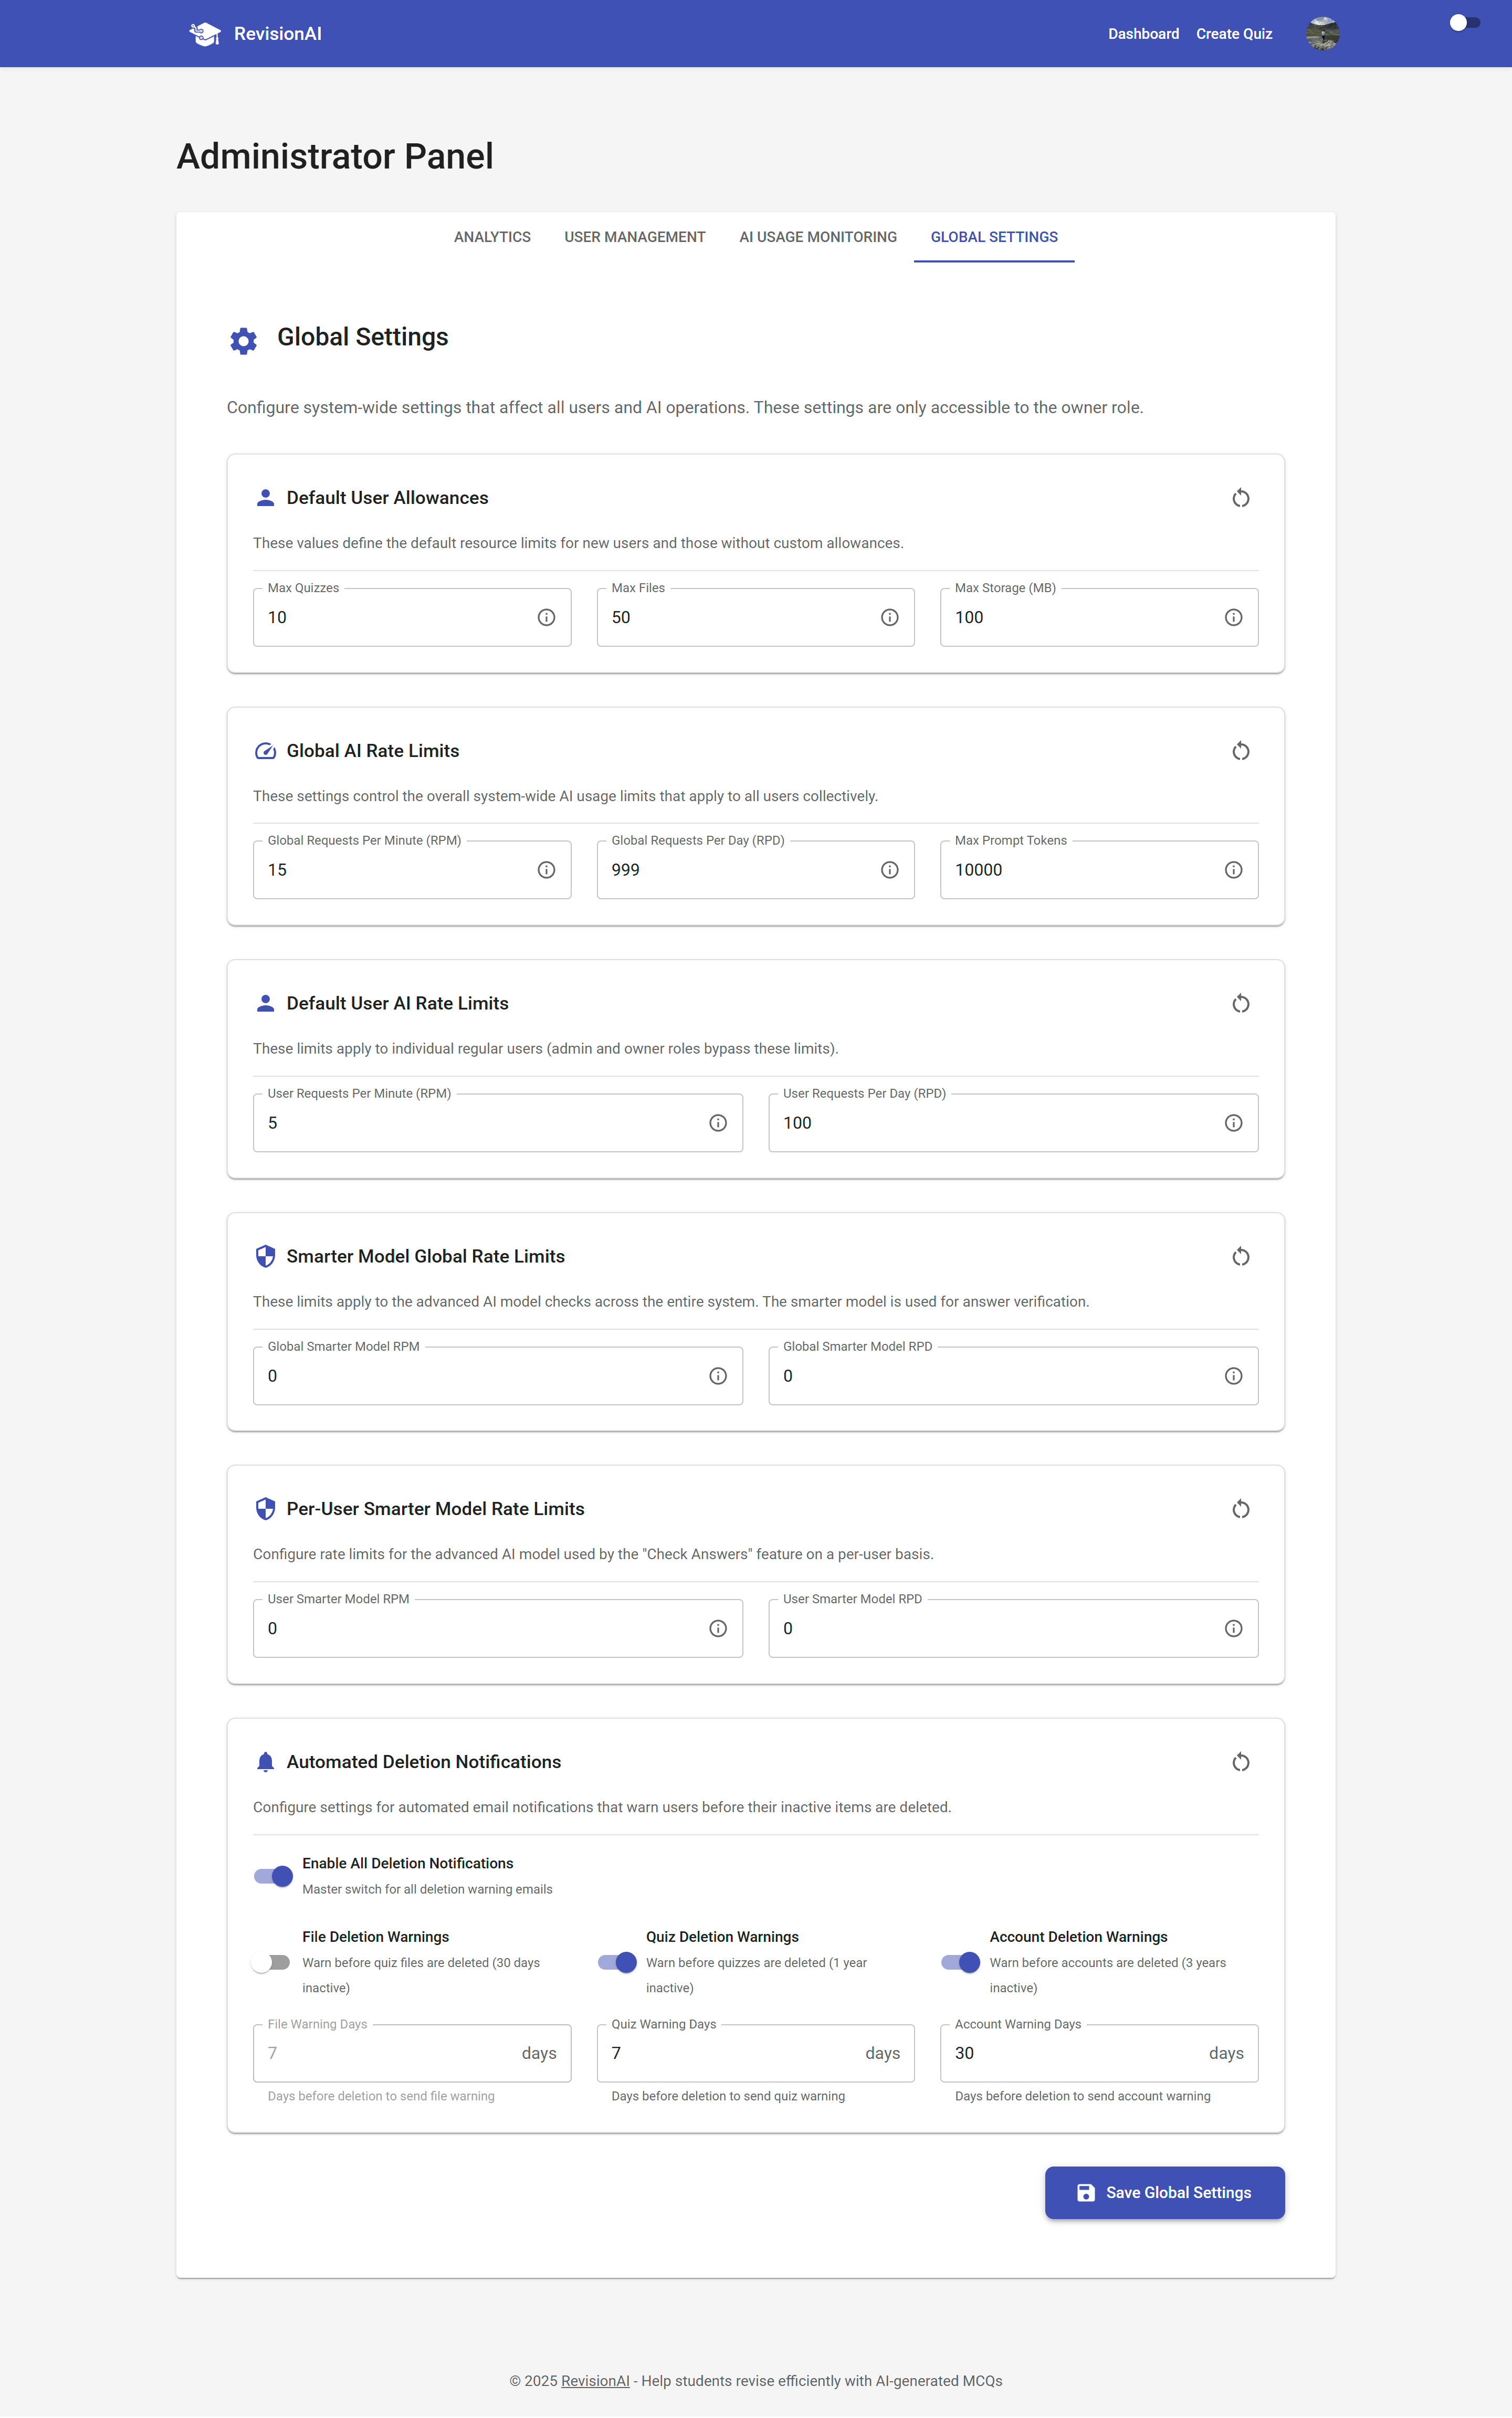 RevisionAI
Dashboard
Create Quiz
Administrator Panel
ANALYTICS
USER MANAGEMENT
AI USAGE MONITORING
GLOBAL SETTINGS
Global Settings
Configure system-wide settings that affect all users and AI operations. These settings are only accessible to the owner role.
Default User Allowances
These values define the default resource limits for new users and those without custom allowances.
Max Quizzes
10
Max Files
50
Max Storage (MB)
100
Global AI Rate Limits
These settings control the overall system-wide AI usage limits that apply to all users collectively.
Global Requests Per Minute (RPM)
15
Global Requests Per Day (RPD)
999
Max Prompt Tokens
10000
Default User AI Rate Limits
These limits apply to individual regular users (admin and owner roles bypass these limits).
User Requests Per Minute (RPM)
5
User Requests Per Day (RPD)
100
Smarter Model Global Rate Limits
These limits apply to the advanced AI model checks across the entire system. The smarter model is used for answer verification.
Global Smarter Model RPM
0
Global Smarter Model RPD
0
Per-User Smarter Model Rate Limits
Configure rate limits for the advanced AI model used by the "Check Answers" feature on a per-user basis.
User Smarter Model RPM
0
User Smarter Model RPD
0
Automated Deletion Notifications
Configure settings for automated email notifications that warn users before their inactive items are deleted.
Enable All Deletion Notifications
Master switch for all deletion warning emails
File Deletion Warnings
Warn before quiz files are deleted (30 days
inactive)
Quiz Deletion Warnings
Warn before quizzes are deleted (1 year
inactive)
Account Deletion Warnings
Warn before accounts are deleted (3 years
inactive)
File Warning Days
7 days
Days before deletion to send file warning
Quiz Warning Days
7 days
Days before deletion to send quiz warning
Account Warning Days
30 days
Days before deletion to send account warning
Save Global Settings
© 2025 RevisionAI - Help students revise efficiently with AI-generated MCQs